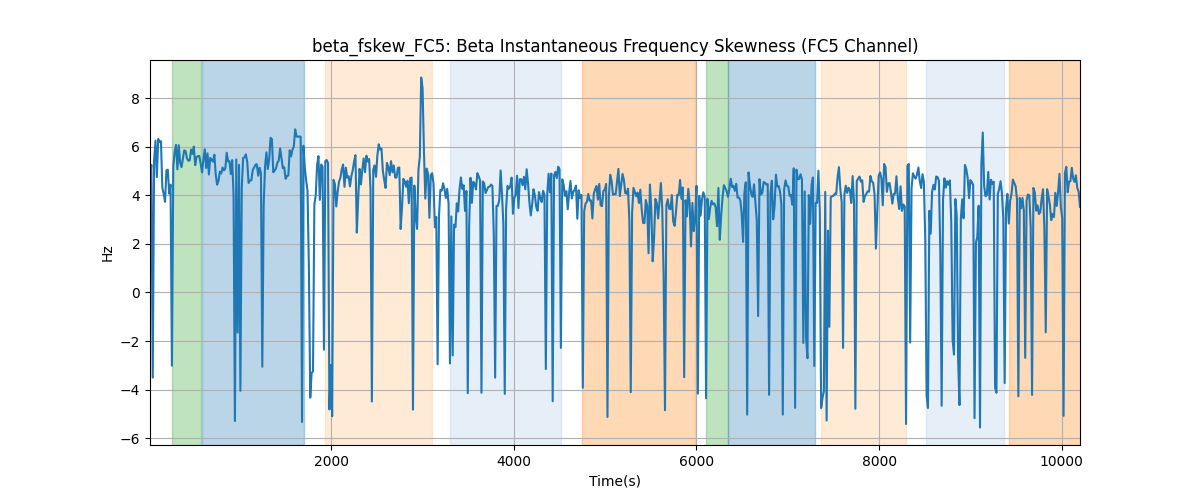 beta_fskew_FC5: Beta Instantaneous Frequency Skewness (FC5 Channel)
8
6
4
2
0
−2
−4
−6
Hz
2000 4000 6000 8000 10000
Time(s)